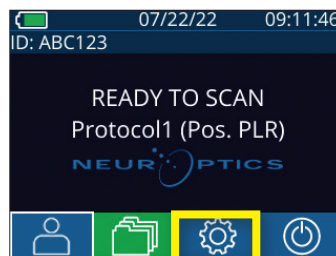 07/22/22 09:11:46
ID: ABC123
READY TO SCAN
Protocol1 (Pos. PLR)
NEUROPTICS